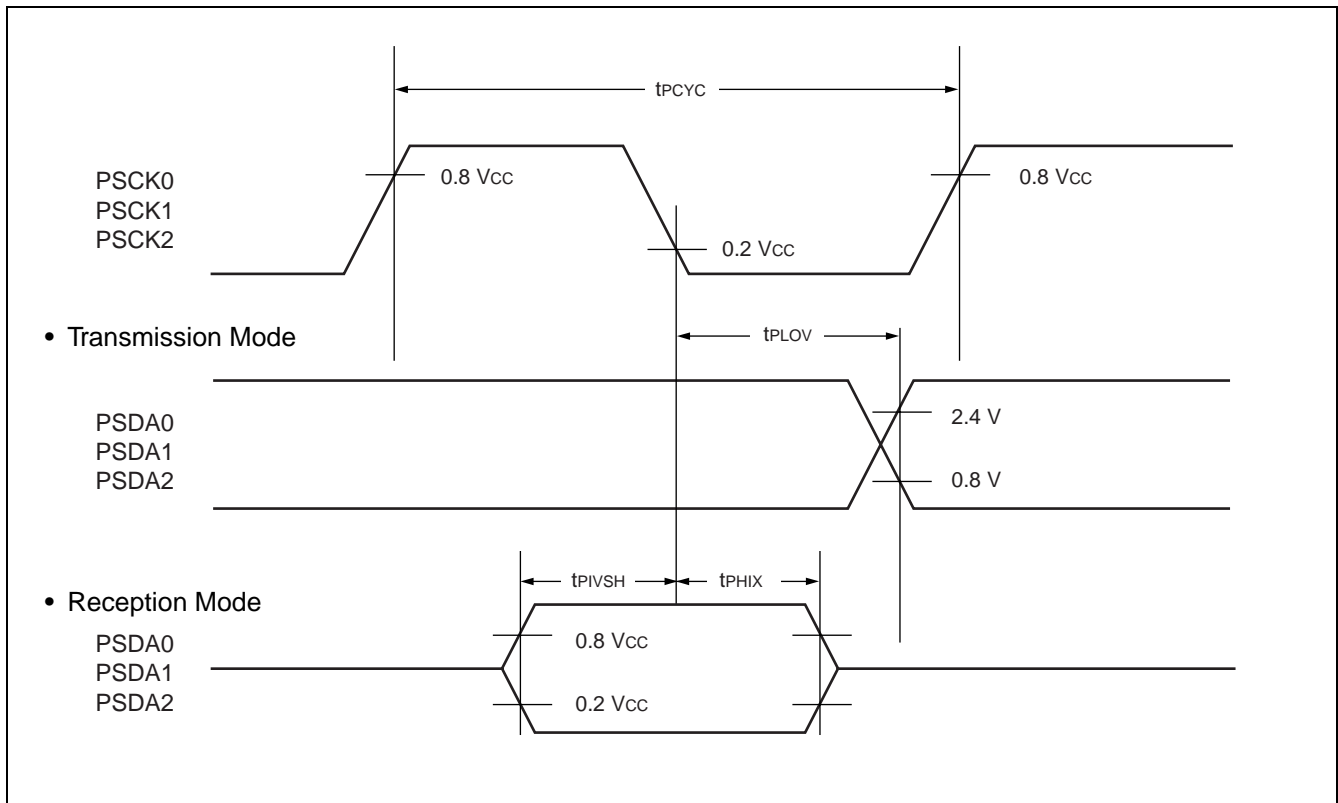 tPCYC
PSCK0
PSCK1
PSCK2
0.8 VCC
0.2 VCC
0.8 VCC
• Transmission Mode
tPLOV
PSDA0
PSDA1
PSDA2
2.4 V
0.8 V
• Reception Mode
tPIVSH
tPHIX
PSDA0
PSDA1
PSDA2
0.8 VCC
0.2 VCC